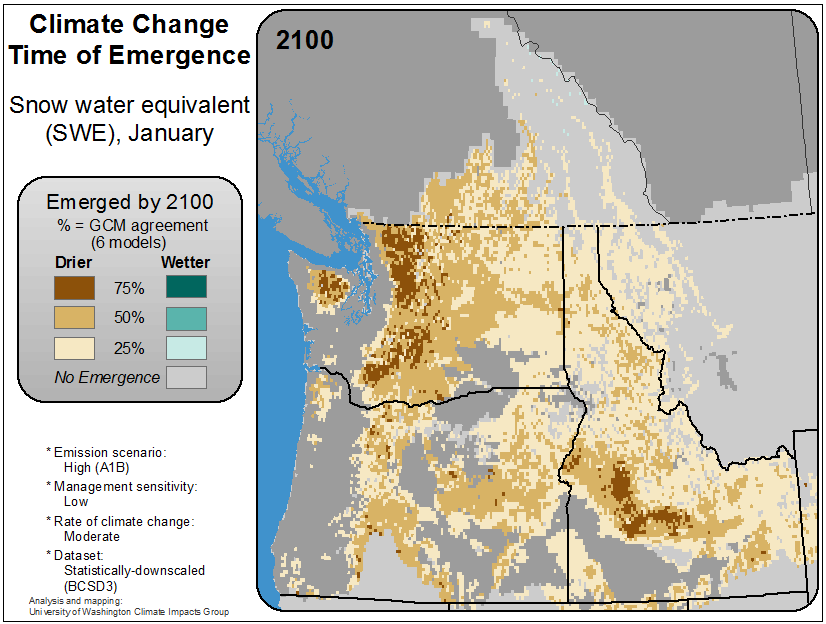 Climate Change
Time of Emergence
Snow water equivalent
(SWE), January
2100
Emerged by 2100
% = GCM agreement
(6 models)
Drier Wetter
75%
50%
25%
No Emergence
* Emission scenario:
High (A1B)
* Management sensitivity:
Low
* Rate of climate change:
Moderate
* Dataset:
Statistically-downscaled
(BCSD3)
Analysis and mapping:
University of Washington Climate Impacts Group